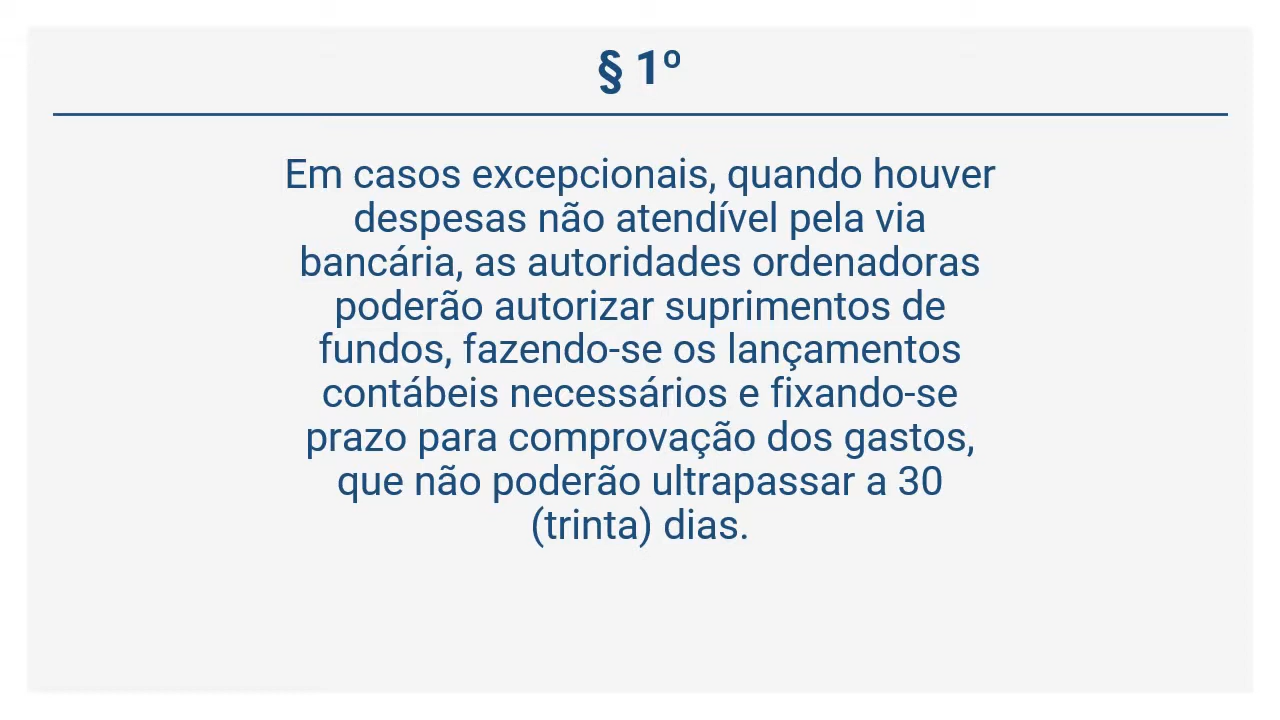 § 1º
Em casos excepcionais, quando houver
despesas não atendível pela via
bancária, as autoridades ordenadoras
poderão autorizar suprimentos de
fundos, fazendo-se os lançamentos
contábeis necessários e fixando-se
prazo para comprovação dos gastos,
que não poderão ultrapassar a 30
(trinta) dias.